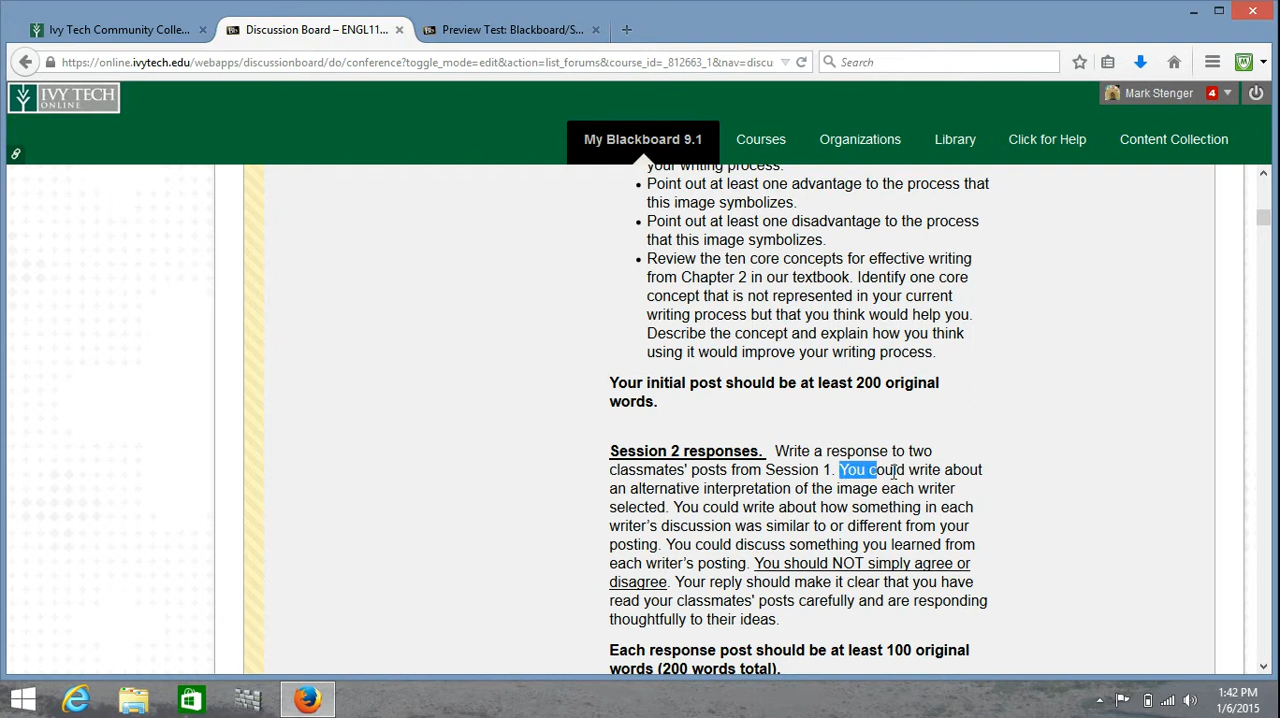 Ivy Tech Community Colle...
Discussion Board – ENGL11...
Preview Test: Blackboard/S...
https://online.ivytech.edu/webapps/discussionboard/do/conference?toggle_mode=edit&action=list_forums&course_id=_812663_1&nav=discu
Search
IVY TECH
ONLINE
Mark Stenger
4
My Blackboard 9.1
Courses
Organizations
Library
Click for Help
Content Collection
your writing process.
• Point out at least one advantage to the process that
this image symbolizes.
• Point out at least one disadvantage to the process
that this image symbolizes.
• Review the ten core concepts for effective writing
from Chapter 2 in our textbook. Identify one core
concept that is not represented in your current
writing process but that you think would help you.
Describe the concept and explain how you think
using it would improve your writing process.
Your initial post should be at least 200 original
words.
Session 2 responses. Write a response to two
classmates' posts from Session 1. You could write about
an alternative interpretation of the image each writer
selected. You could write about how something in each
writer’s discussion was similar to or different from your
posting. You could discuss something you learned from
each writer’s posting. You should NOT simply agree or
disagree. Your reply should make it clear that you have
read your classmates' posts carefully and are responding
thoughtfully to their ideas.
Each response post should be at least 100 original
words (200 words total).
1:42 PM
1/6/2015